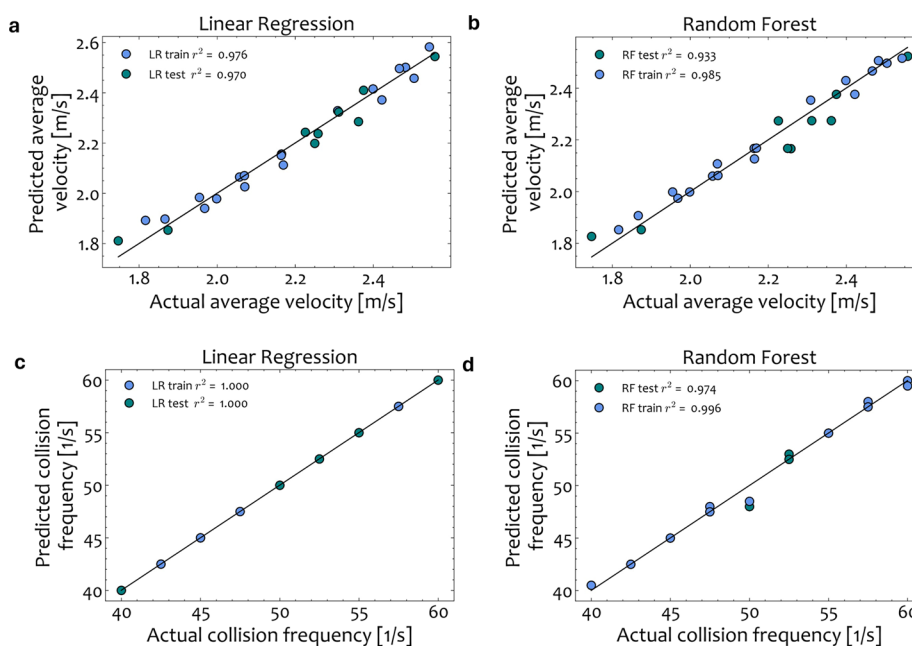 a
Linear Regression
2.6
2.4
2.2
2.0
1.8
LR train r² = 0.976
LR test r² = 0.970
Predicted average
velocity [m/s]
1.8 2.0 2.2 2.4
Actual average velocity [m/s]
b
Random Forest
2.6
2.4
2.2
2.0
1.8
RF test r² = 0.933
RF train r² = 0.985
Predicted average
velocity [m/s]
1.8 2.0 2.2 2.4
Actual average velocity [m/s]
c
Linear Regression
60
55
50
45
40
LR train r² = 1.000
LR test r² = 1.000
Predicted collision
frequency [1/s]
40 45 50 55 60
Actual collision frequency [1/s]
d
Random Forest
60
55
50
45
40
RF test r² = 0.974
RF train r² = 0.996
Predicted collision
frequency [1/s]
40 45 50 55 60
Actual collision frequency [1/s]